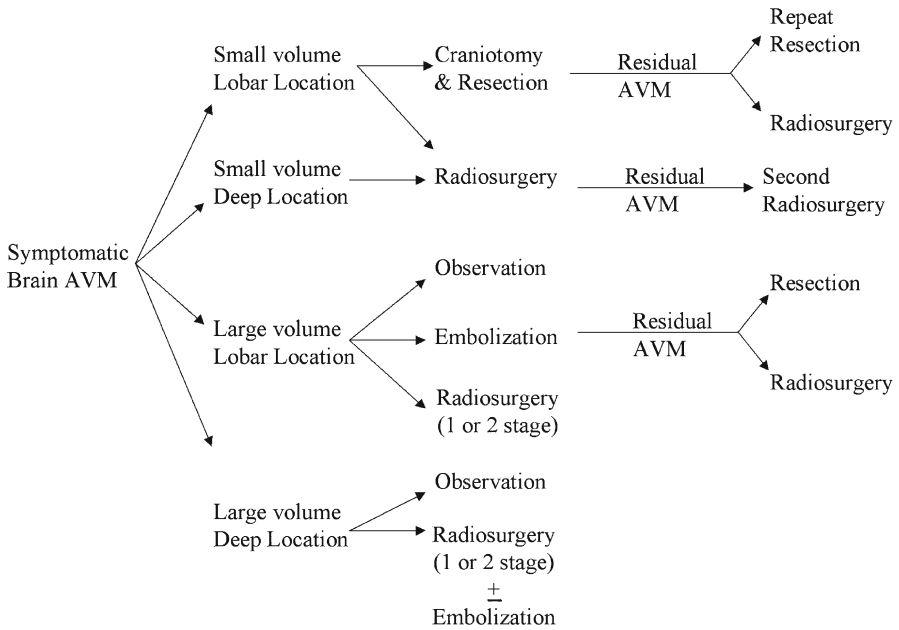 Symptomatic
Brain AVM
Small volume
Lobar Location
Craniotomy
& Resection
Residual
AVM
Repeat
Resection
Radiosurgery
Small volume
Deep Location
Radiosurgery
Residual
AVM
Second
Radiosurgery
Large volume
Lobar Location
Observation
Embolization
Radiosurgery
(1 or 2 stage)
Residual
AVM
Resection
Radiosurgery
Large volume
Deep Location
Observation
Radiosurgery
(1 or 2 stage)
±
Embolization